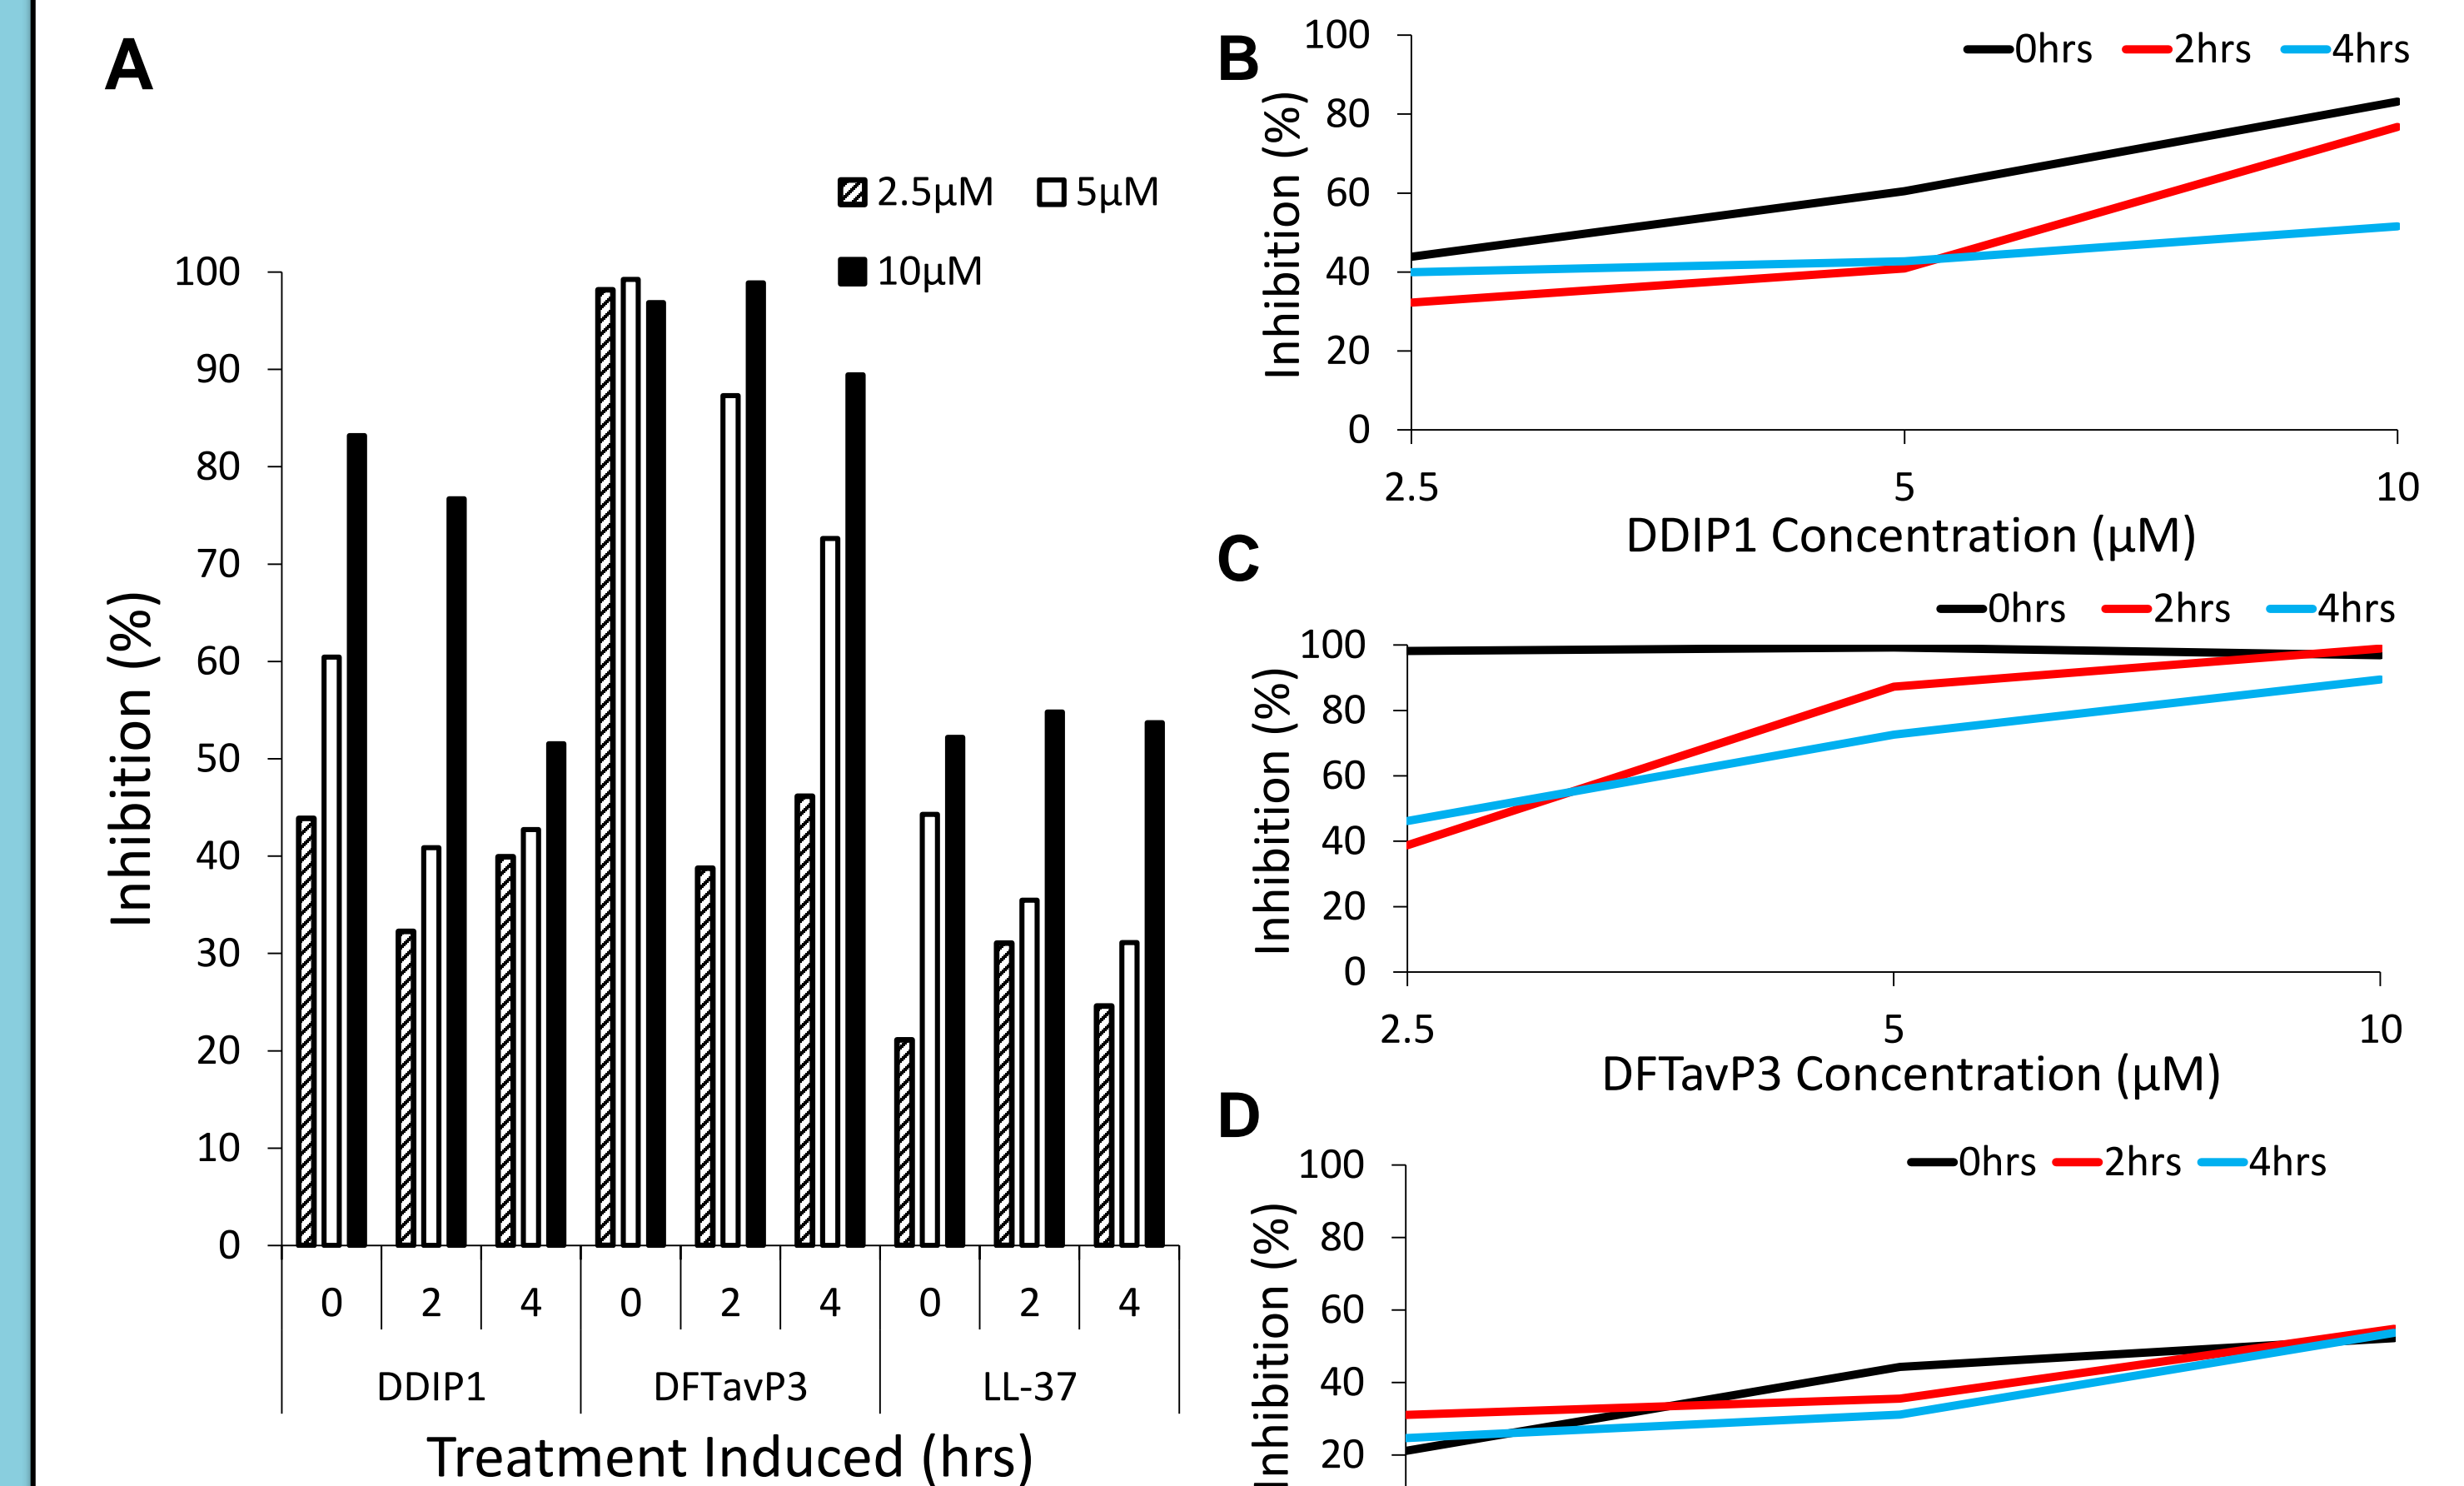 A
2.5µM 5µM
10µM
100
90
80
70
60
50
40
30
20
10
0
Inhibition (%)
0 2 4 0 2 4 0 2 4
DDIP1 DFTavP3 LL-37
Treatment Induced (hrs)
B
0hrs 2hrs 4hrs
100
80
60
40
20
0
Inhibition (%)
2.5 5 10
DDIP1 Concentration (µM)
C
0hrs 2hrs 4hrs
100
80
60
40
20
0
Inhibition (%)
2.5 5 10
DFTavP3 Concentration (µM)
D
0hrs 2hrs 4hrs
100
80
60
40
20
Inhibition (%)